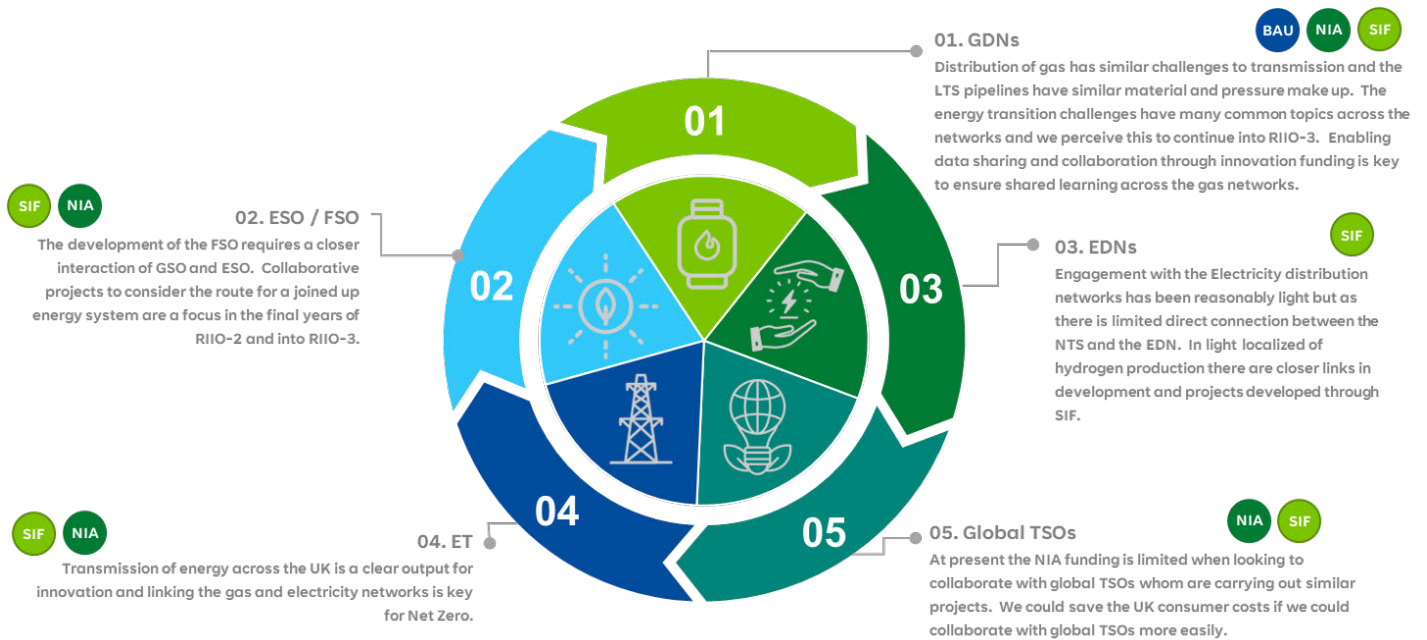 BAU NIA SIF
01. GDNs
Distribution of gas has similar challenges to transmission and the
LTS pipelines have similar material and pressure make up. The
energy transition challenges have many common topics across the
networks and we perceive this to continue into RIIO-3. Enabling
data sharing and collaboration through innovation funding is key
to ensure shared learning across the gas networks.
01
SIF NIA
02. ESO / FSO
The development of the FSO requires a closer
interaction of GSO and ESO. Collaborative
projects to consider the route for a joined up
energy system are a focus in the final years of
RIIO-2 and into RIIO-3.
02
SIF
03. EDNs
Engagement with the Electricity distribution
networks has been reasonably light but as
there is limited direct connection between the
NTS and the EDN. In light localized of
hydrogen production there are closer links in
development and projects developed through
SIF.
03
SIF NIA
04. ET
Transmission of energy across the UK is a clear output for
innovation and linking the gas and electricity networks is key
for Net Zero.
04
NIA SIF
05. Global TSOs
At present the NIA funding is limited when looking to
collaborate with global TSOs whom are carrying out similar
projects. We could save the UK consumer costs if we could
collaborate with global TSOs more easily.
05